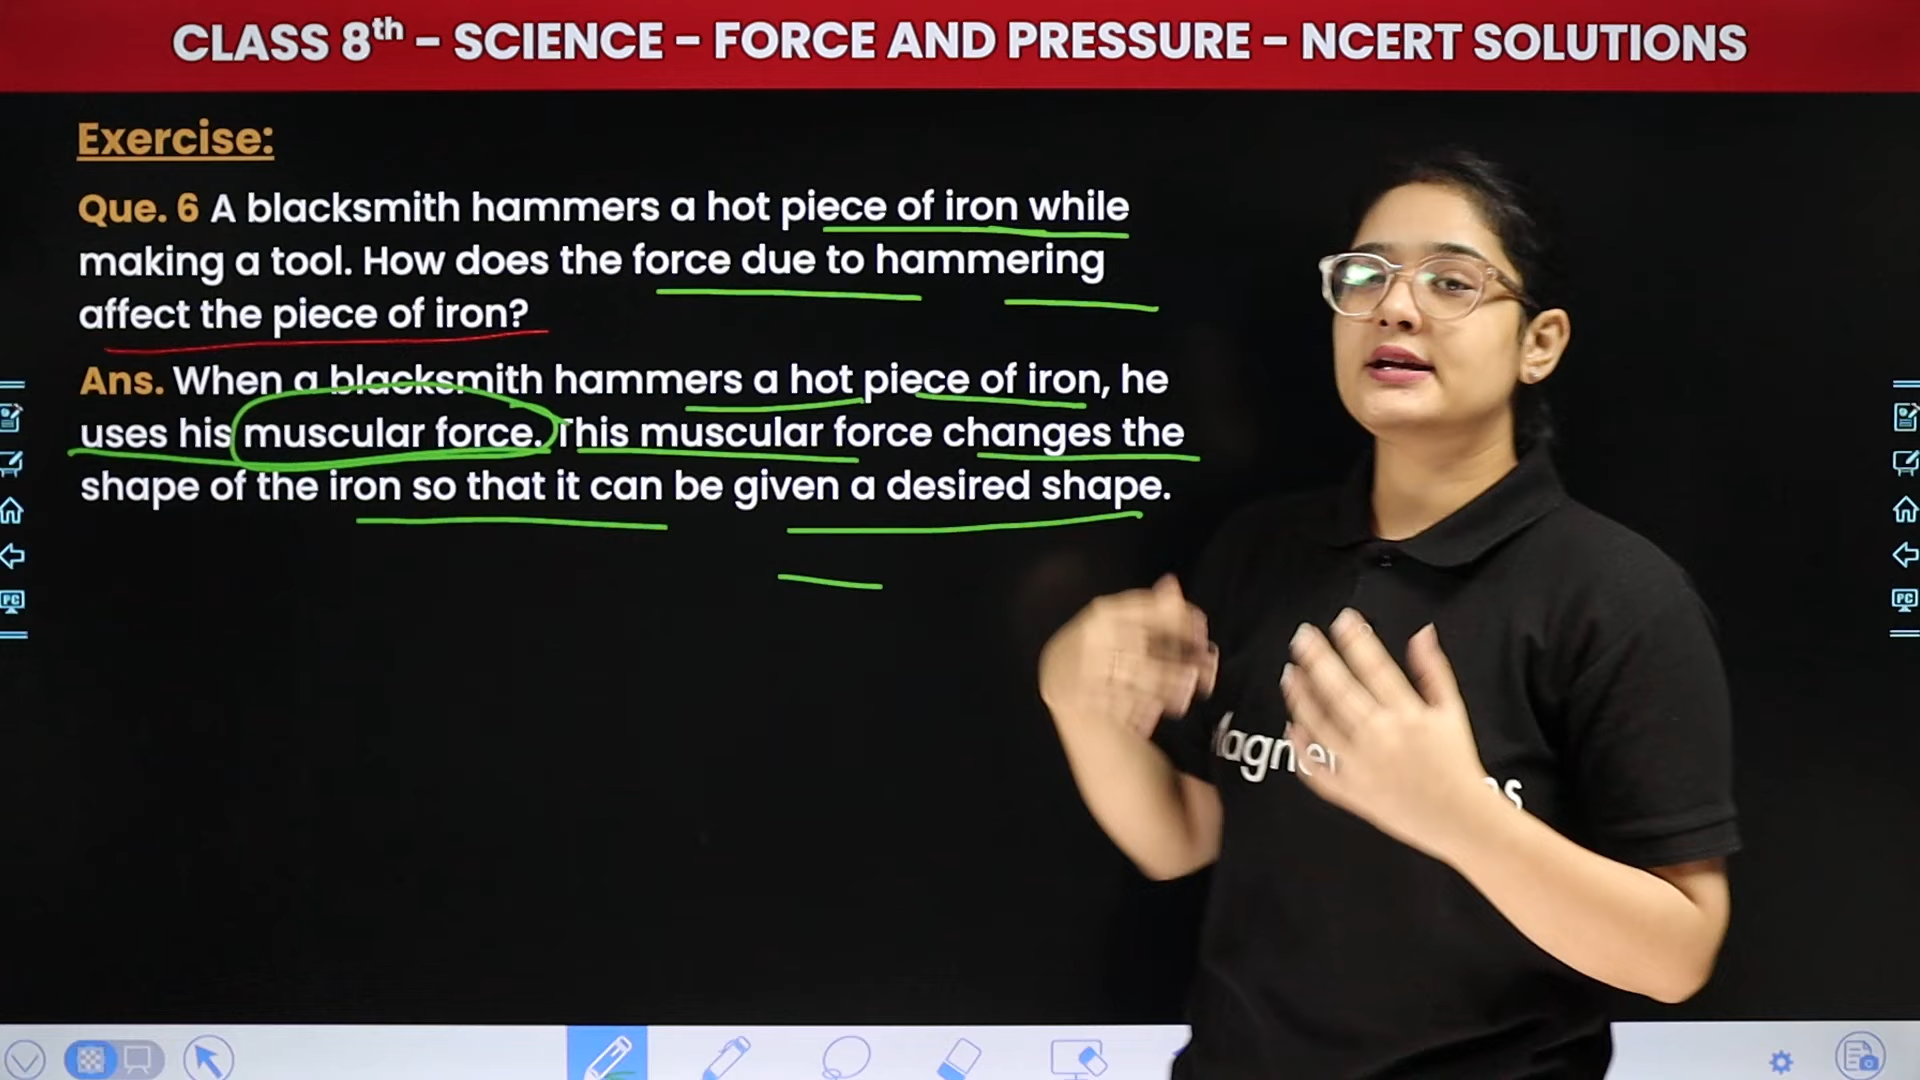 CLASS 8th – SCIENCE – FORCE AND PRESSURE – NCERT SOLUTIONS
Exercise:
Que. 6 A blacksmith hammers a hot piece of iron while
making a tool. How does the force due to hammering
affect the piece of iron?
Ans. When a blacksmith hammers a hot piece of iron, he
uses his muscular force. This muscular force changes the
shape of the iron so that it can be given a desired shape.
PC
PC